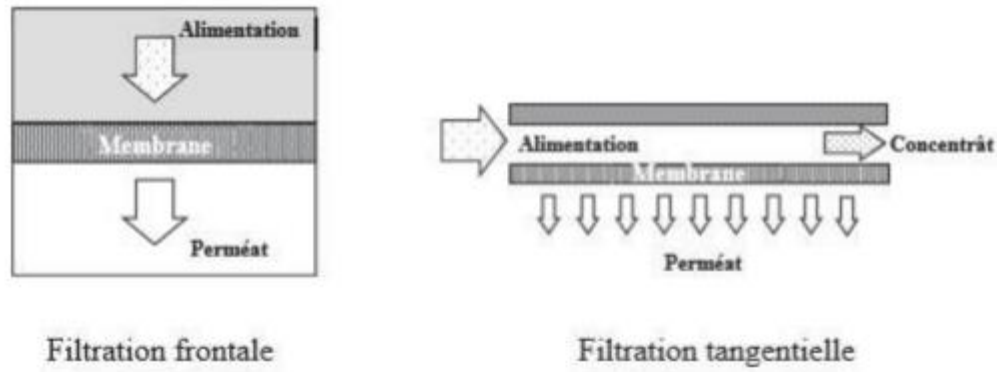 Alimentation
Membrane
Perméat
Filtration frontale
Alimentation
Concentrât
Membrane
Perméat
Filtration tangentielle